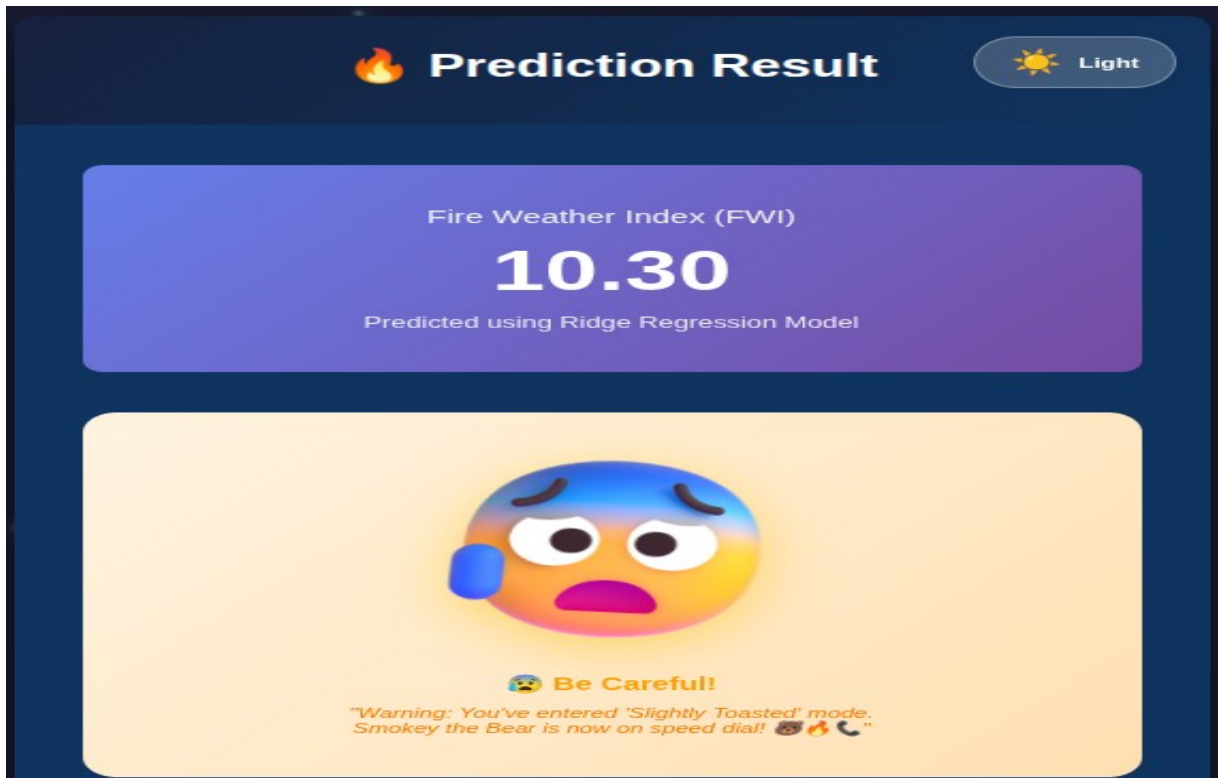 🔥 Prediction Result
☀️ Light
Fire Weather Index (FWI)
10.30
Predicted using Ridge Regression Model
😰 Be Careful!
"Warning: You've entered 'Slightly Toasted' mode.
Smokey the Bear is now on speed dial! 🐻🔥📞"